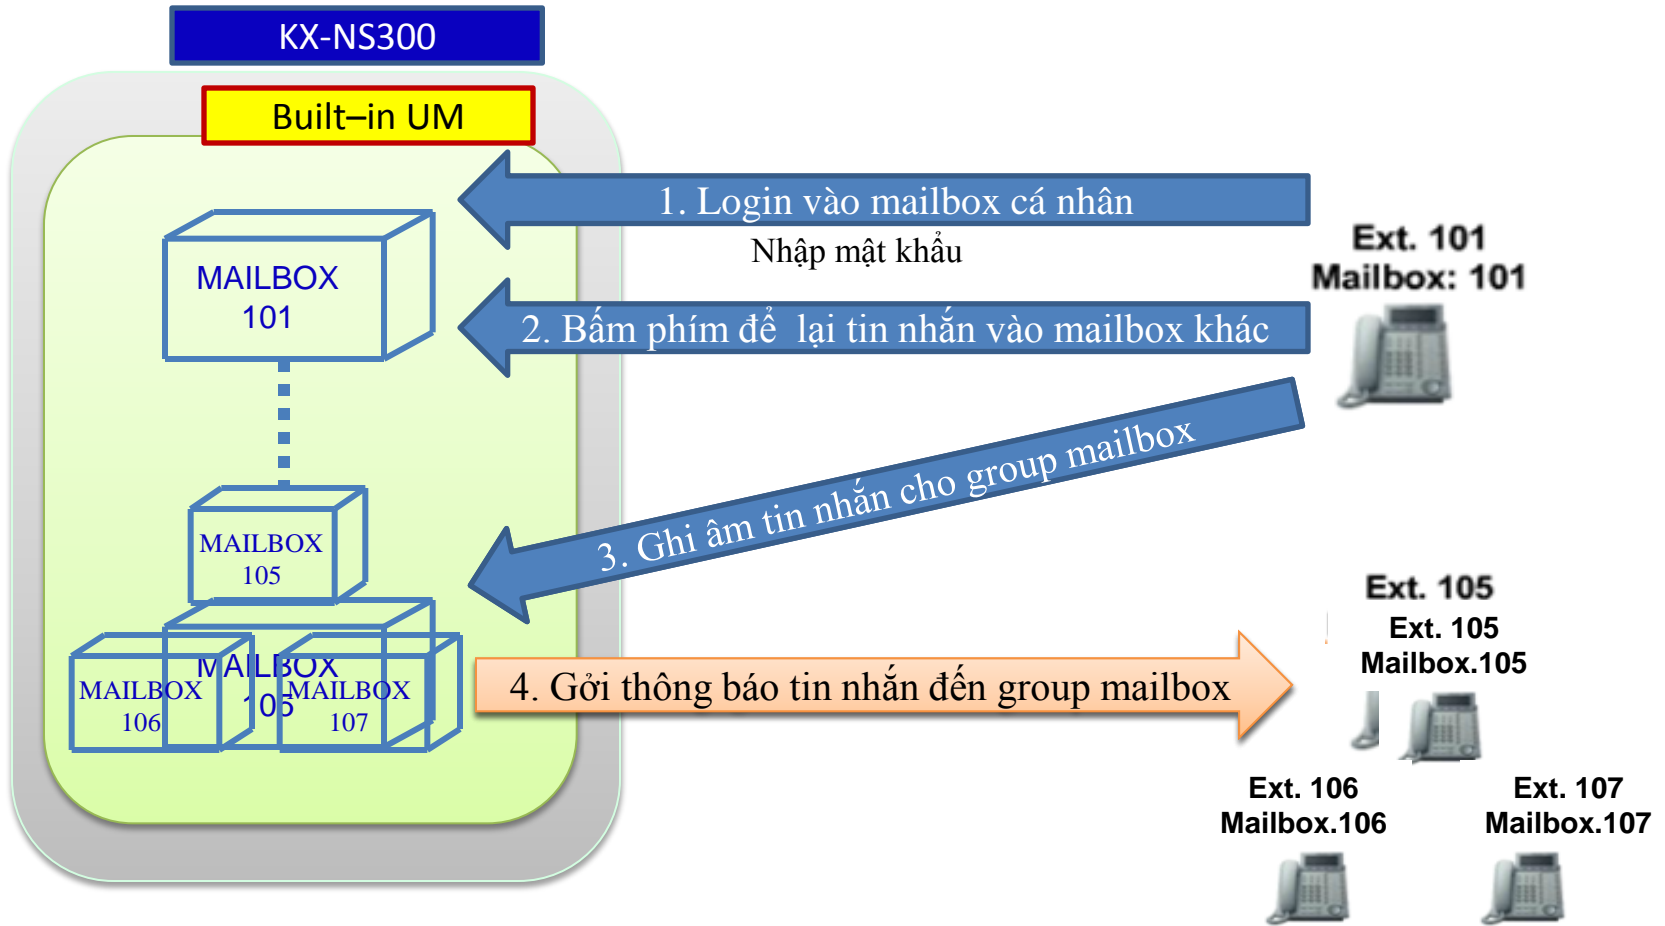 KX-NS300
Built–in UM
1. Login vào mailbox cá nhân
Nhập mật khẩu
Ext. 101
Mailbox: 101
MAILBOX
101
2. Bấm phím để lại tin nhắn vào mailbox khác
3. Ghi âm tin nhắn cho group mailbox
MAILBOX
105
Ext. 105
Ext. 105
Mailbox.105
MAILBOX
105
MAILBOX
106
MAILBOX
107
4. Gởi thông báo tin nhắn đến group mailbox
Ext. 106
Mailbox.106
Ext. 107
Mailbox.107